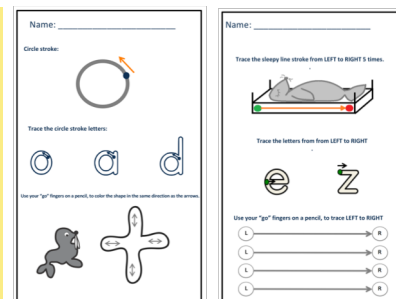 Name: ____________________
Circle stroke:
Trace the circle stroke letters:
o a d
Use your "go" fingers on a pencil, to color the shape in the same direction as the arrows.
Name: ____________________
Trace the sleepy line stroke from LEFT to RIGHT 5 times.
Trace the letters from from LEFT to RIGHT
e z
Use your "go" fingers on a pencil, to trace LEFT to RIGHT
L R
L R
L R
L R